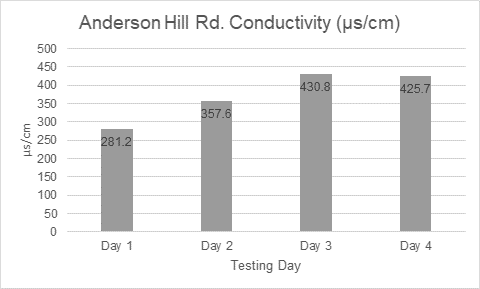 Anderson Hill Rd. Conductivity (µs/cm)
500
450
400
350
300
250
200
150
100
50
0
µs/cm
281.2
357.6
430.8
425.7
Day 1
Day 2
Day 3
Day 4
Testing Day